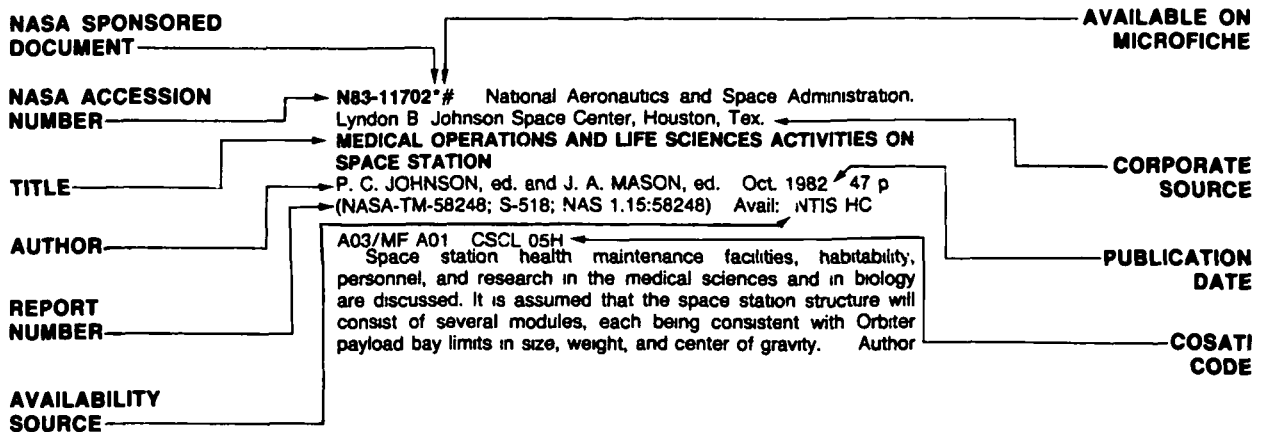 NASA SPONSORED
DOCUMENT
AVAILABLE ON
MICROFICHE
NASA ACCESSION
NUMBER
N83-11702*# National Aeronautics and Space Administration.
Lyndon B Johnson Space Center, Houston, Tex.
MEDICAL OPERATIONS AND LIFE SCIENCES ACTIVITIES ON
SPACE STATION
TITLE
CORPORATE
SOURCE
P. C. JOHNSON, ed. and J. A. MASON, ed. Oct. 1982 47 p
(NASA-TM-58248; S-518; NAS 1.15:58248) Avail: NTIS HC
AUTHOR
A03/MF A01 CSCL 05H
Space station health maintenance facilities, habitability,
personnel, and research in the medical sciences and in biology
are discussed. It is assumed that the space station structure will
consist of several modules, each being consistent with Orbiter
payload bay limits in size, weight, and center of gravity. Author
PUBLICATION
DATE
REPORT
NUMBER
COSATI
CODE
AVAILABILITY
SOURCE